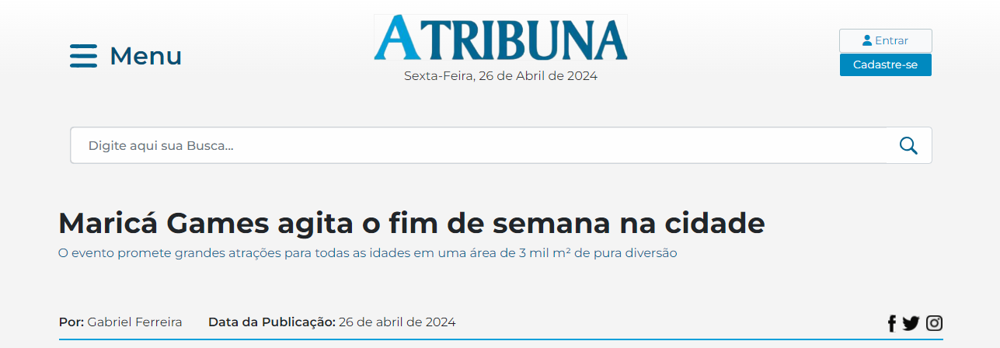 Menu
A TRIBUNA
Sexta-Feira, 26 de Abril de 2024
Entrar
Cadastre-se
Digite aqui sua Busca...
Maricá Games agita o fim de semana na cidade
O evento promete grandes atrações para todas as idades em uma área de 3 mil m² de pura diversão
Por: Gabriel Ferreira Data da Publicação: 26 de abril de 2024